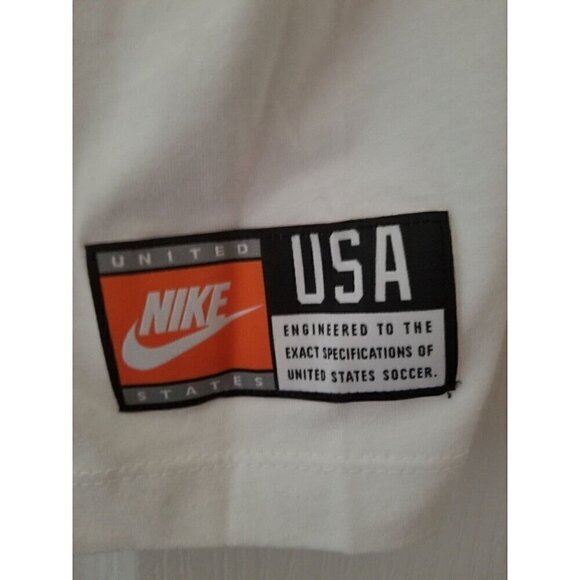 UNITED
NIKE
STATES
USA
ENGINEERED TO THE
EXACT SPECIFICATIONS OF
UNITED STATES SOCCER.